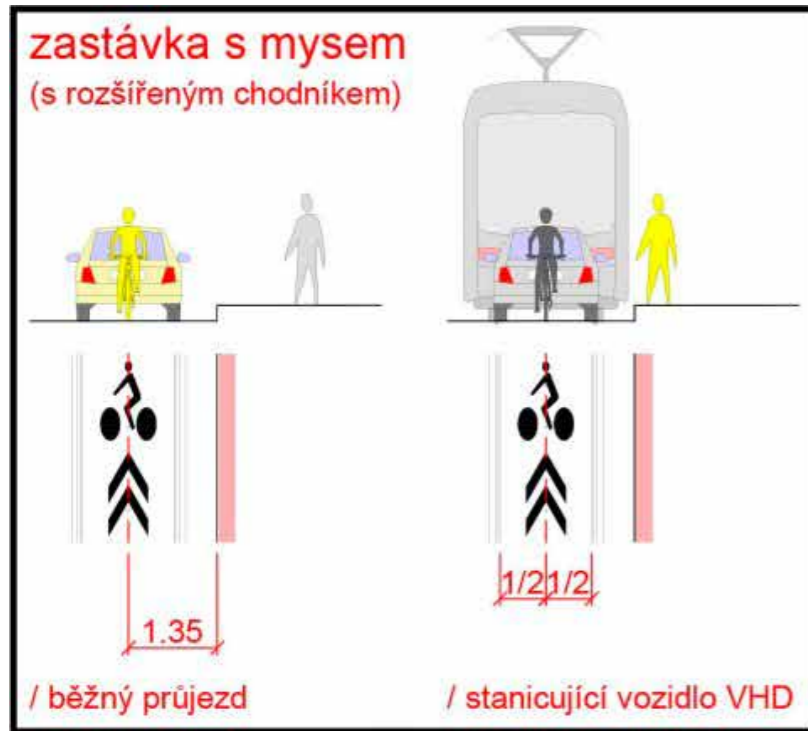 zastávka s mysem
(s rozšířeným chodníkem)
1.35
1/2 1/2
/ běžný průjezd
/ stanicující vozidlo VHD